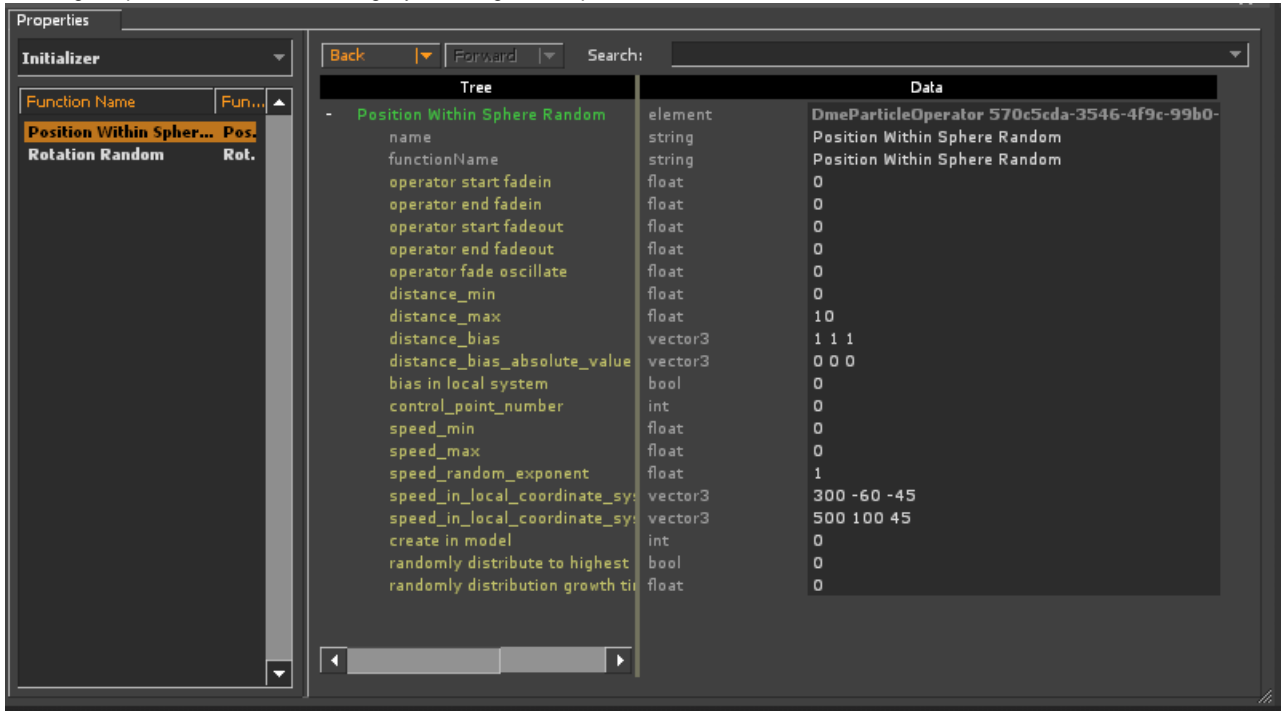 Properties
Initializer
Back Forward Search:
Function Name Fun...
Position Within Spher... Pos.
Rotation Random Rot.
Tree Data
- Position Within Sphere Random element DmeParticleOperator 570c5cda-3546-4f9c-99b0-
name string Position Within Sphere Random
functionName string Position Within Sphere Random
operator start fadein float 0
operator end fadein float 0
operator start fadeout float 0
operator end fadeout float 0
operator fade oscillate float 0
distance_min float 0
distance_max float 10
distance_bias vector3 1 1 1
distance_bias_absolute_value vector3 0 0 0
bias in local system bool 0
control_point_number int 0
speed_min float 0
speed_max float 0
speed_random_exponent float 1
speed_in_local_coordinate_sy vector3 300 -60 -45
speed_in_local_coordinate_sy vector3 500 100 45
create in model int 0
randomly distribute to highest bool 0
randomly distribution growth ti float 0